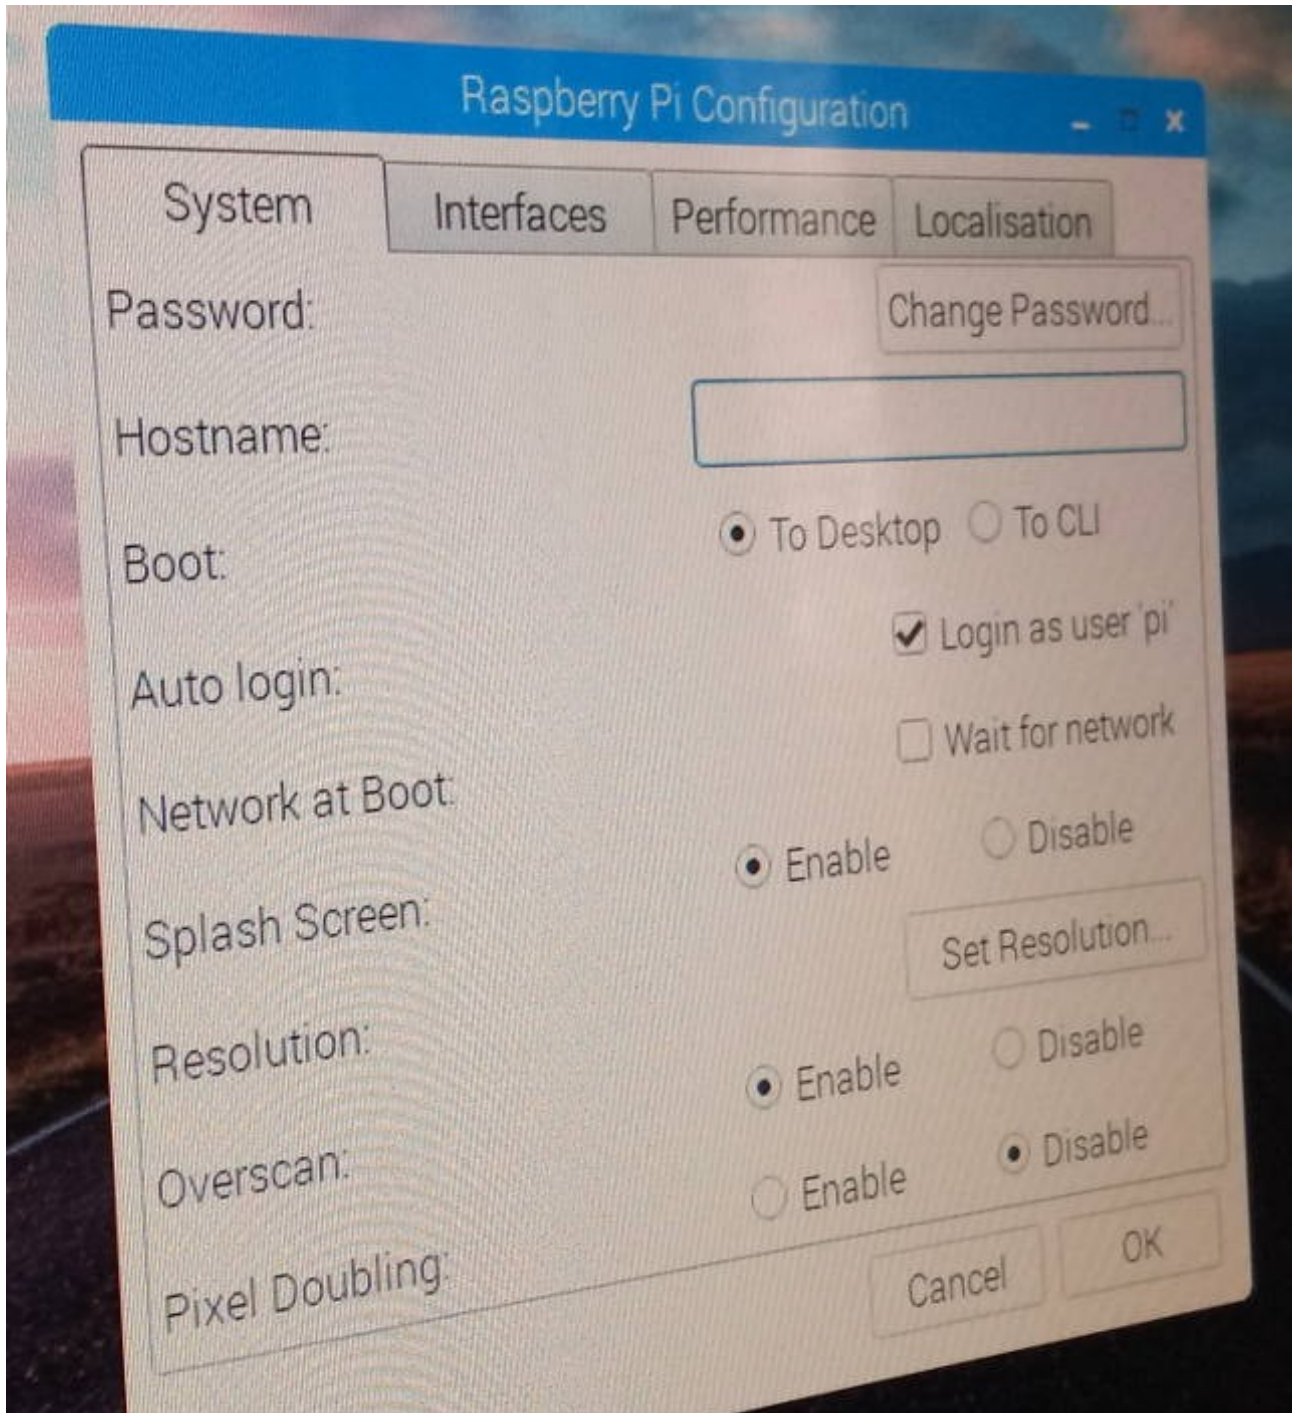 Raspberry Pi Configuration
System Interfaces Performance Localisation
Password: Change Password...
Hostname:
Boot: To Desktop To CLI
Auto login: Login as user 'pi'
Network at Boot: Wait for network
Splash Screen: Enable Disable
Resolution: Set Resolution...
Overscan: Enable Disable
Pixel Doubling: Enable Disable
Cancel OK